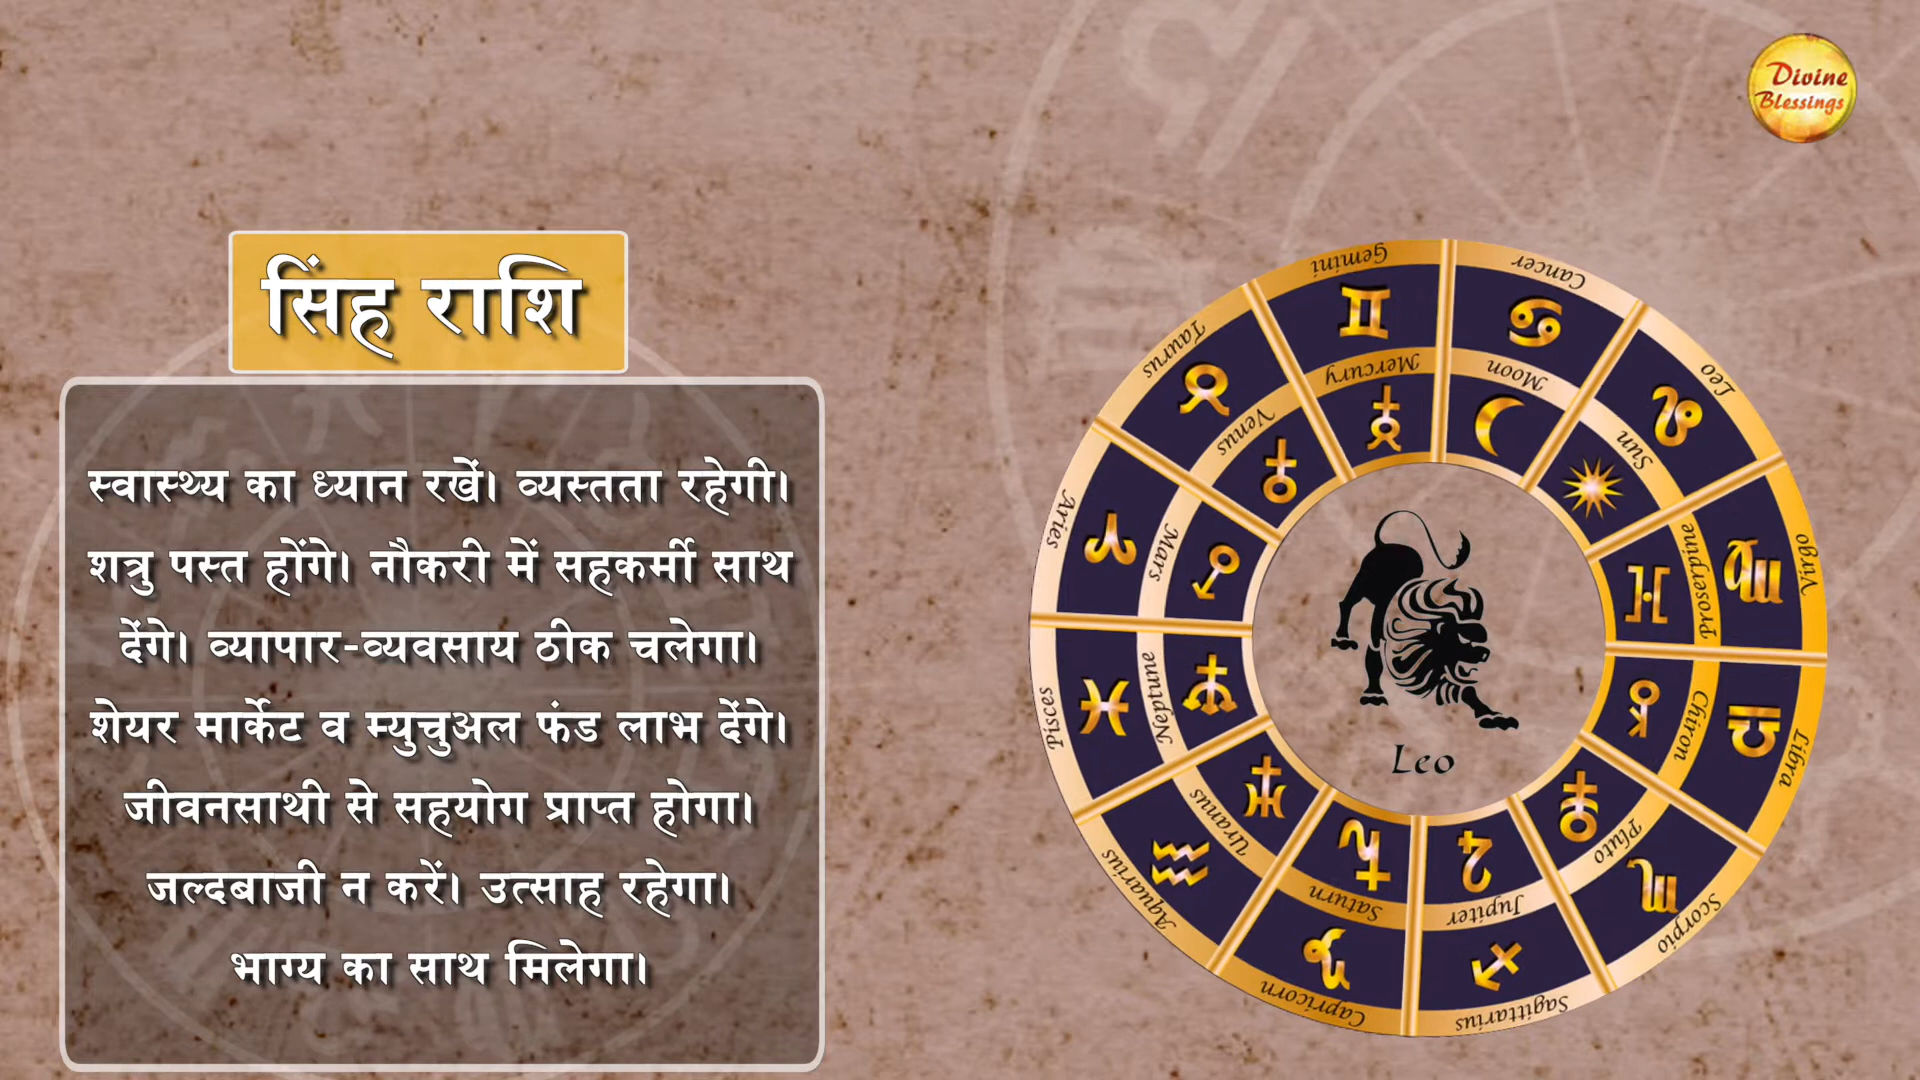 Divine
Blessings
सिंह राशि
स्वास्थ्य का ध्यान रखें। व्यस्तता रहेगी।
शत्रु पस्त होंगे। नौकरी में सहकर्मी साथ
देंगे। व्यापार-व्यवसाय ठीक चलेगा।
शेयर मार्केट व म्युचुअल फंड लाभ देंगे।
जीवनसाथी से सहयोग प्राप्त होगा।
जल्दबाजी न करें। उत्साह रहेगा।
भाग्य का साथ मिलेगा।
Gemini
Cancer
Leo
Virgo
Libra
Scorpio
Sagittarius
Capricorn
Aquarius
Pisces
Aries
Taurus
Mercury
Moon
Sun
Proserpine
Chiron
Pluto
Jupiter
Saturn
Uranus
Neptune
Mars
Venus
Leo